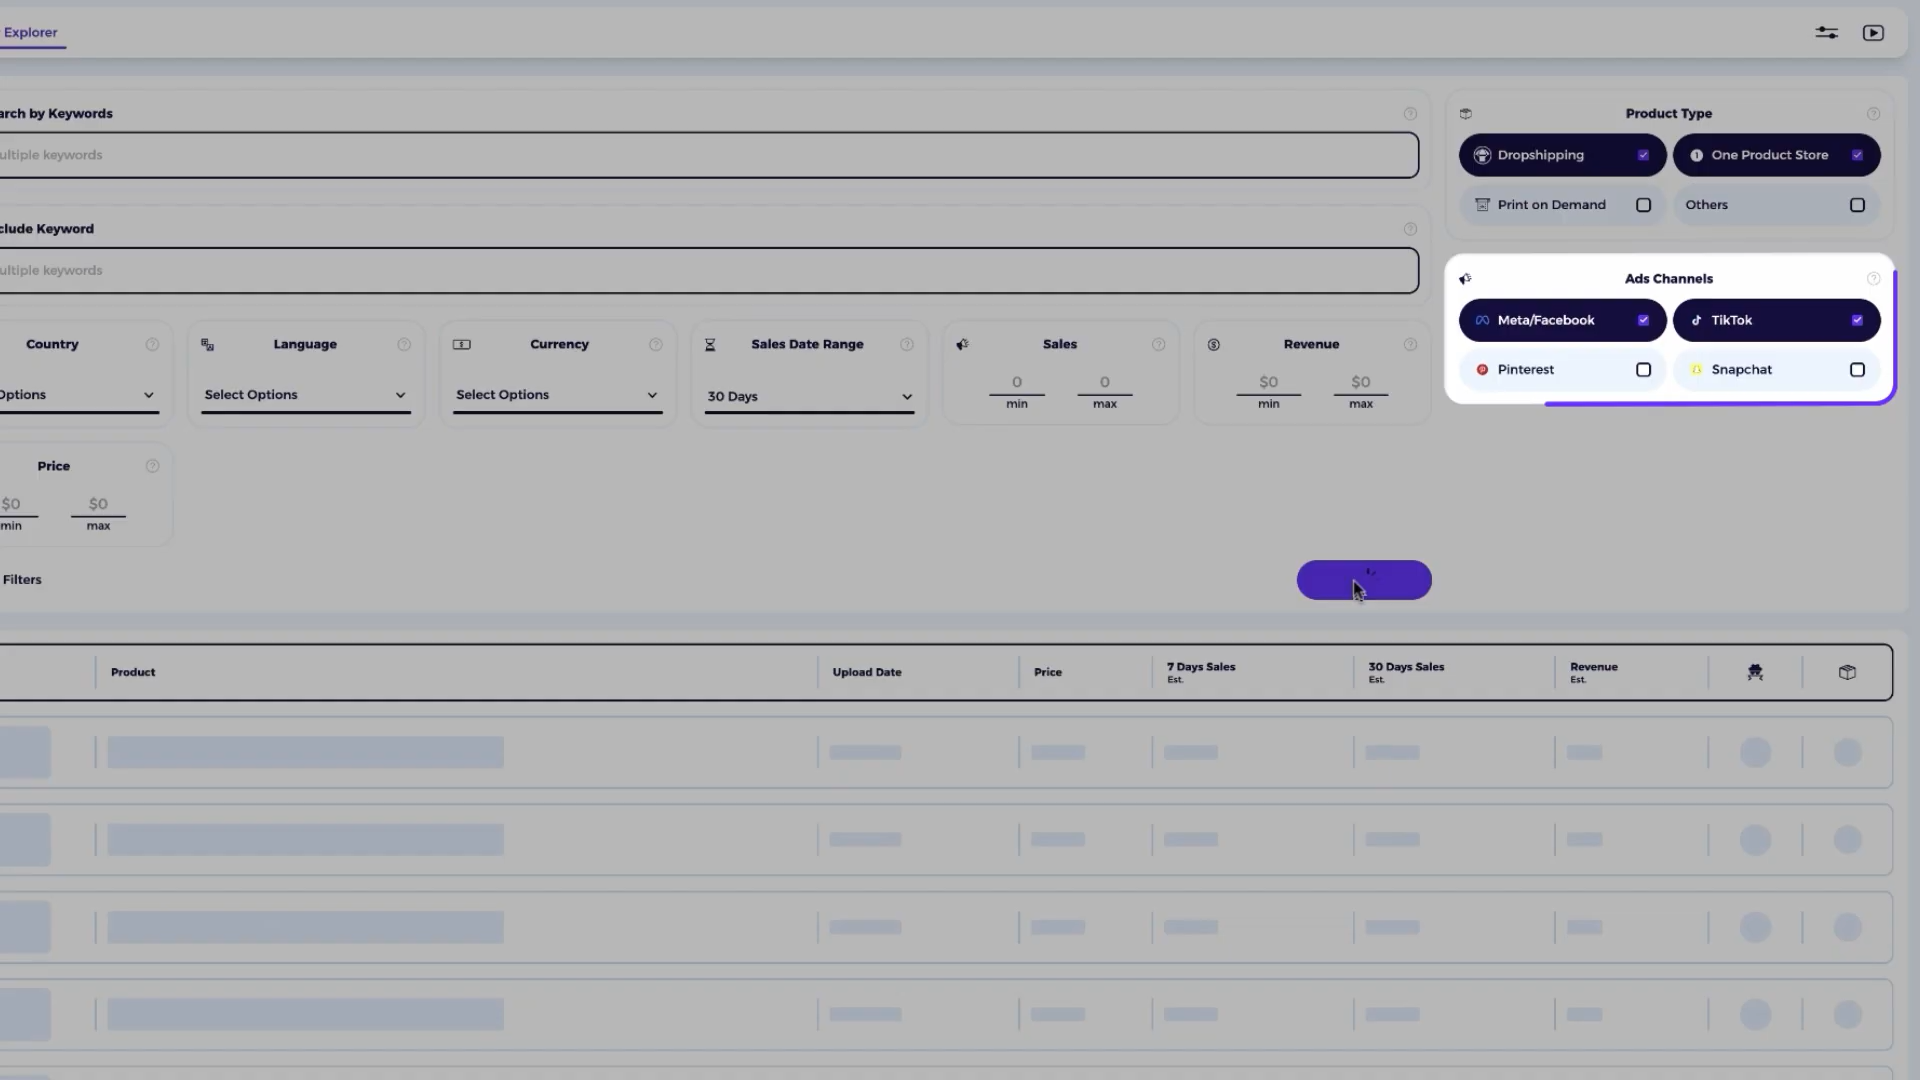 Explorer
arch by Keywords
ultiple keywords
clude Keyword
ultiple keywords
Product Type
Dropshipping
One Product Store
Print on Demand
Others
Ads Channels
Meta/Facebook
TikTok
Pinterest
Snapchat
Country
Options
Language
Select Options
Currency
Select Options
Sales Date Range
30 Days
Sales
0 0
min max
Revenue
$0 $0
min max
Price
$0 $0
min max
Filters
Product
Upload Date
Price
7 Days Sales
Est.
30 Days Sales
Est.
Revenue
Est.